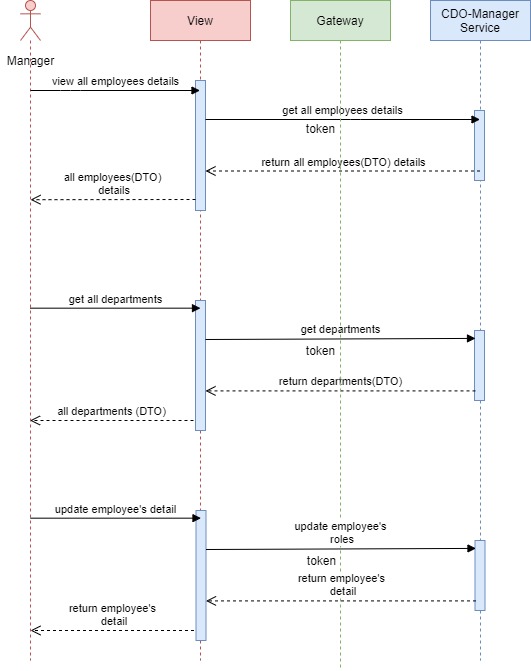 View
Gateway
CDO-Manager
Service
Manager
view all employees details
get all employees details
token
return all employees(DTO) details
all employees(DTO)
details
get all departments
get departments
token
return departments(DTO)
all departments (DTO)
update employee's detail
update employee's
roles
token
return employee's
detail
return employee's
detail